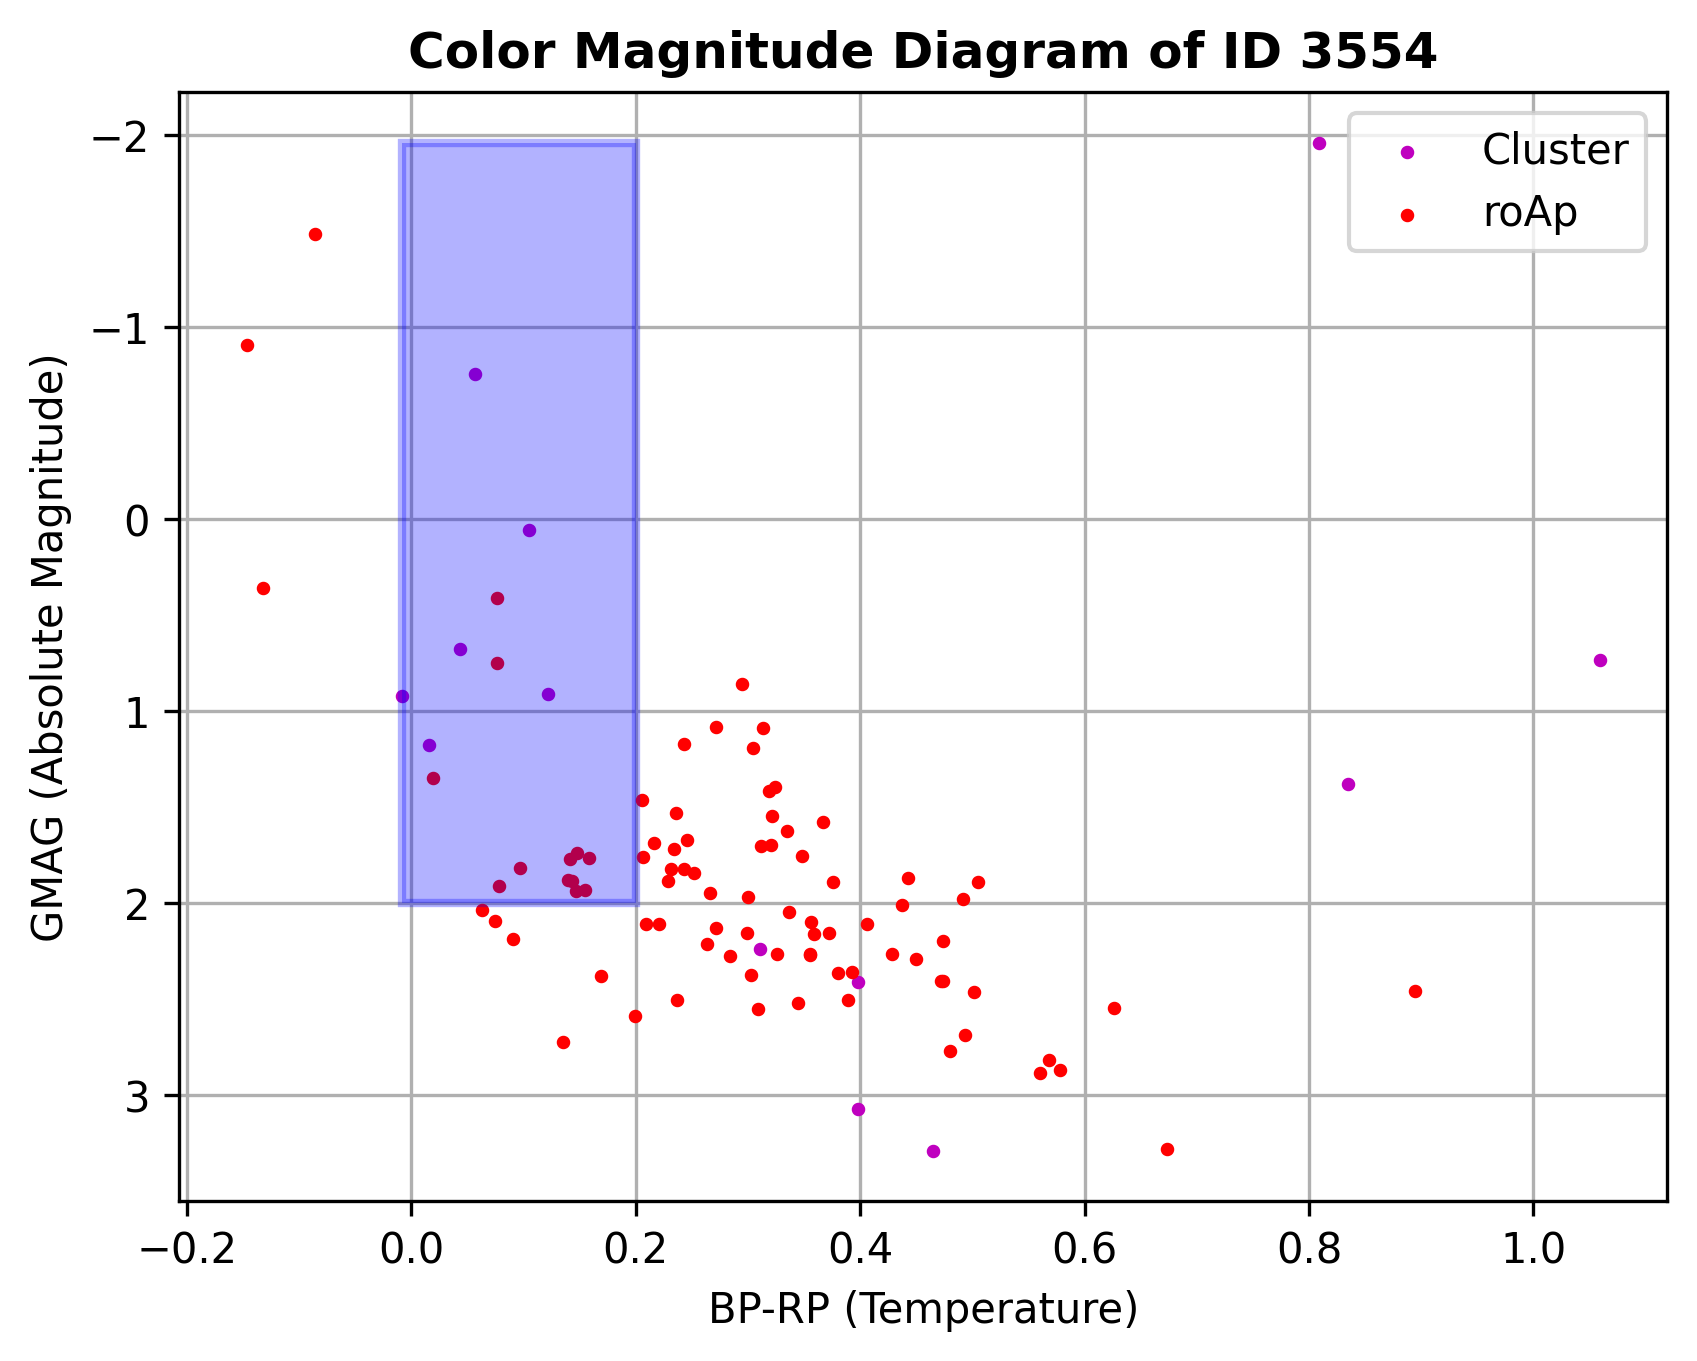 Color Magnitude Diagram of ID 3554
Cluster
roAp
GMAG (Absolute Magnitude)
−2
−1
0
1
2
3
−0.2 0.0 0.2 0.4 0.6 0.8 1.0
BP-RP (Temperature)